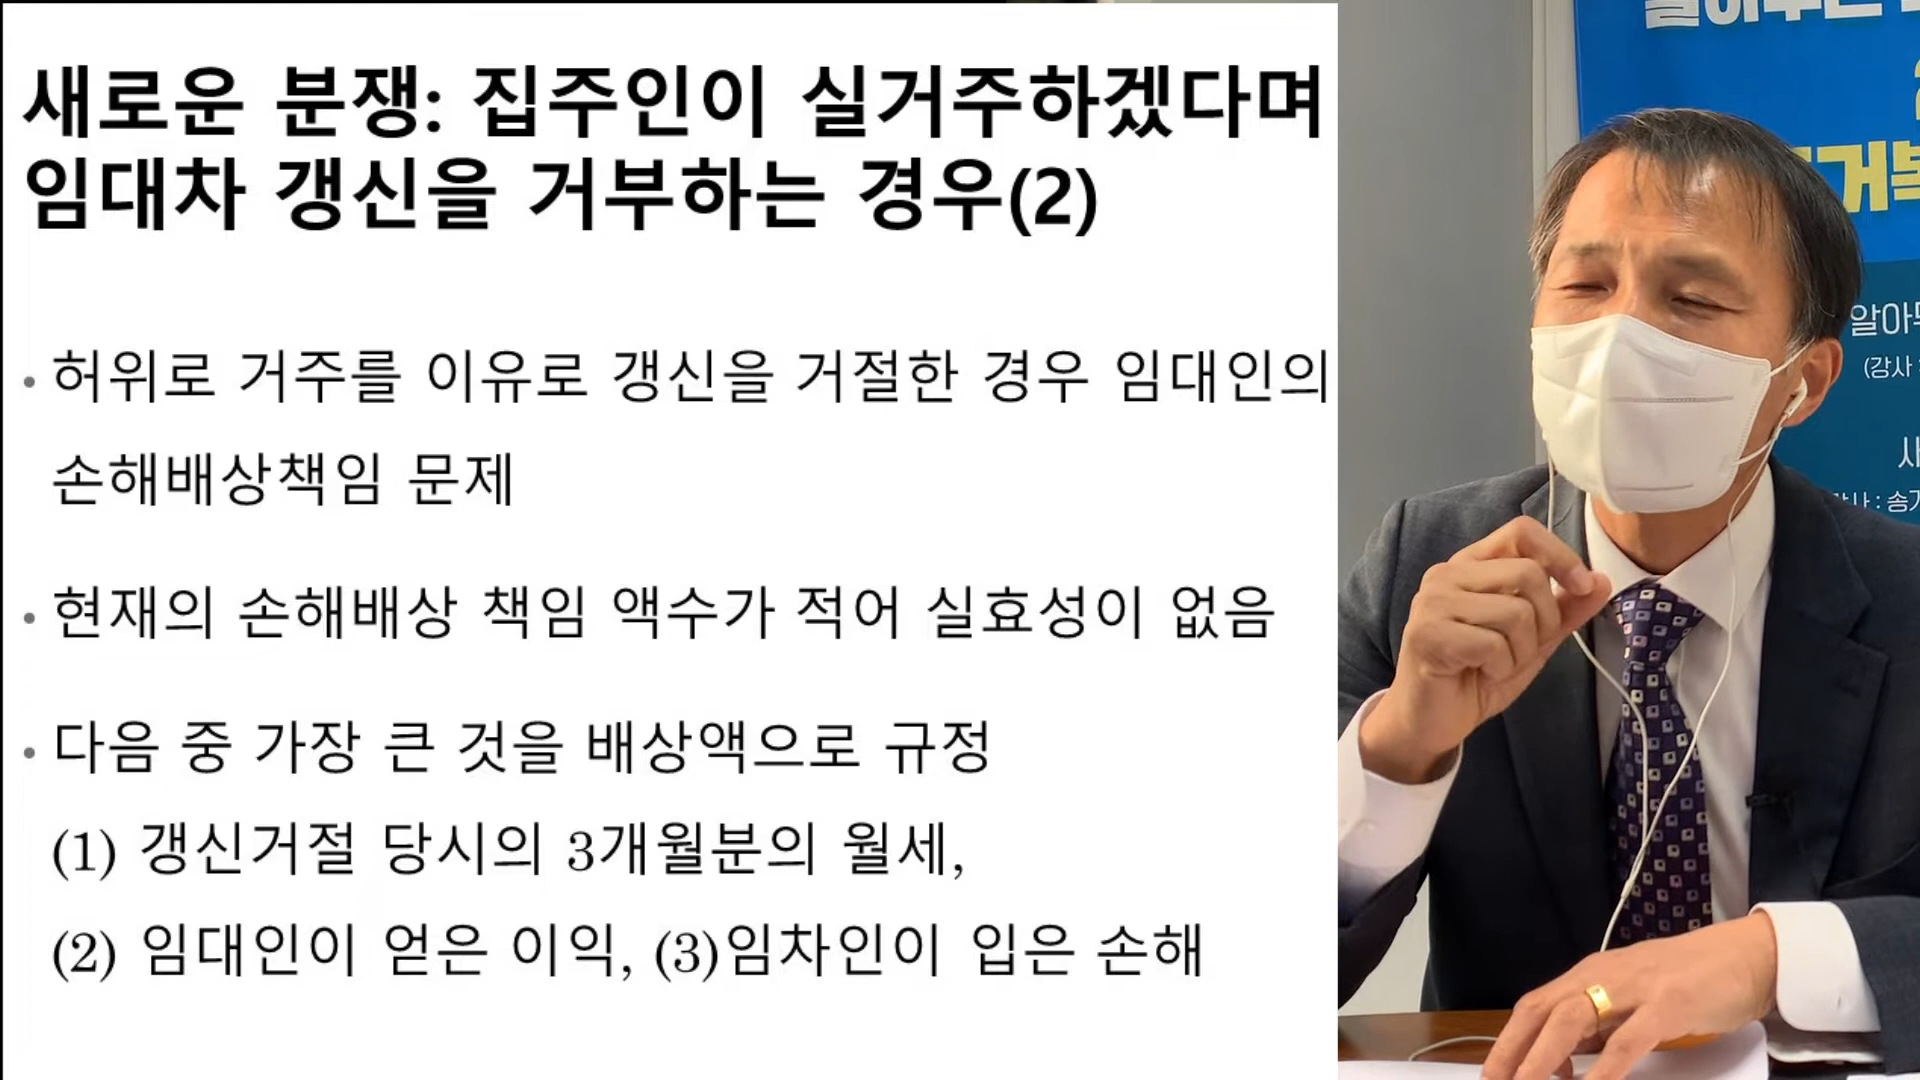 새로운 분쟁: 집주인이 실거주하겠다며
임대차 갱신을 거부하는 경우(2)
• 허위로 거주를 이유로 갱신을 거절한 경우 임대인의
손해배상책임 문제
• 현재의 손해배상 책임 액수가 적어 실효성이 없음
• 다음 중 가장 큰 것을 배상액으로 규정
(1) 갱신거절 당시의 3개월분의 월세,
(2) 임대인이 얻은 이익, (3)임차인이 입은 손해
(강사